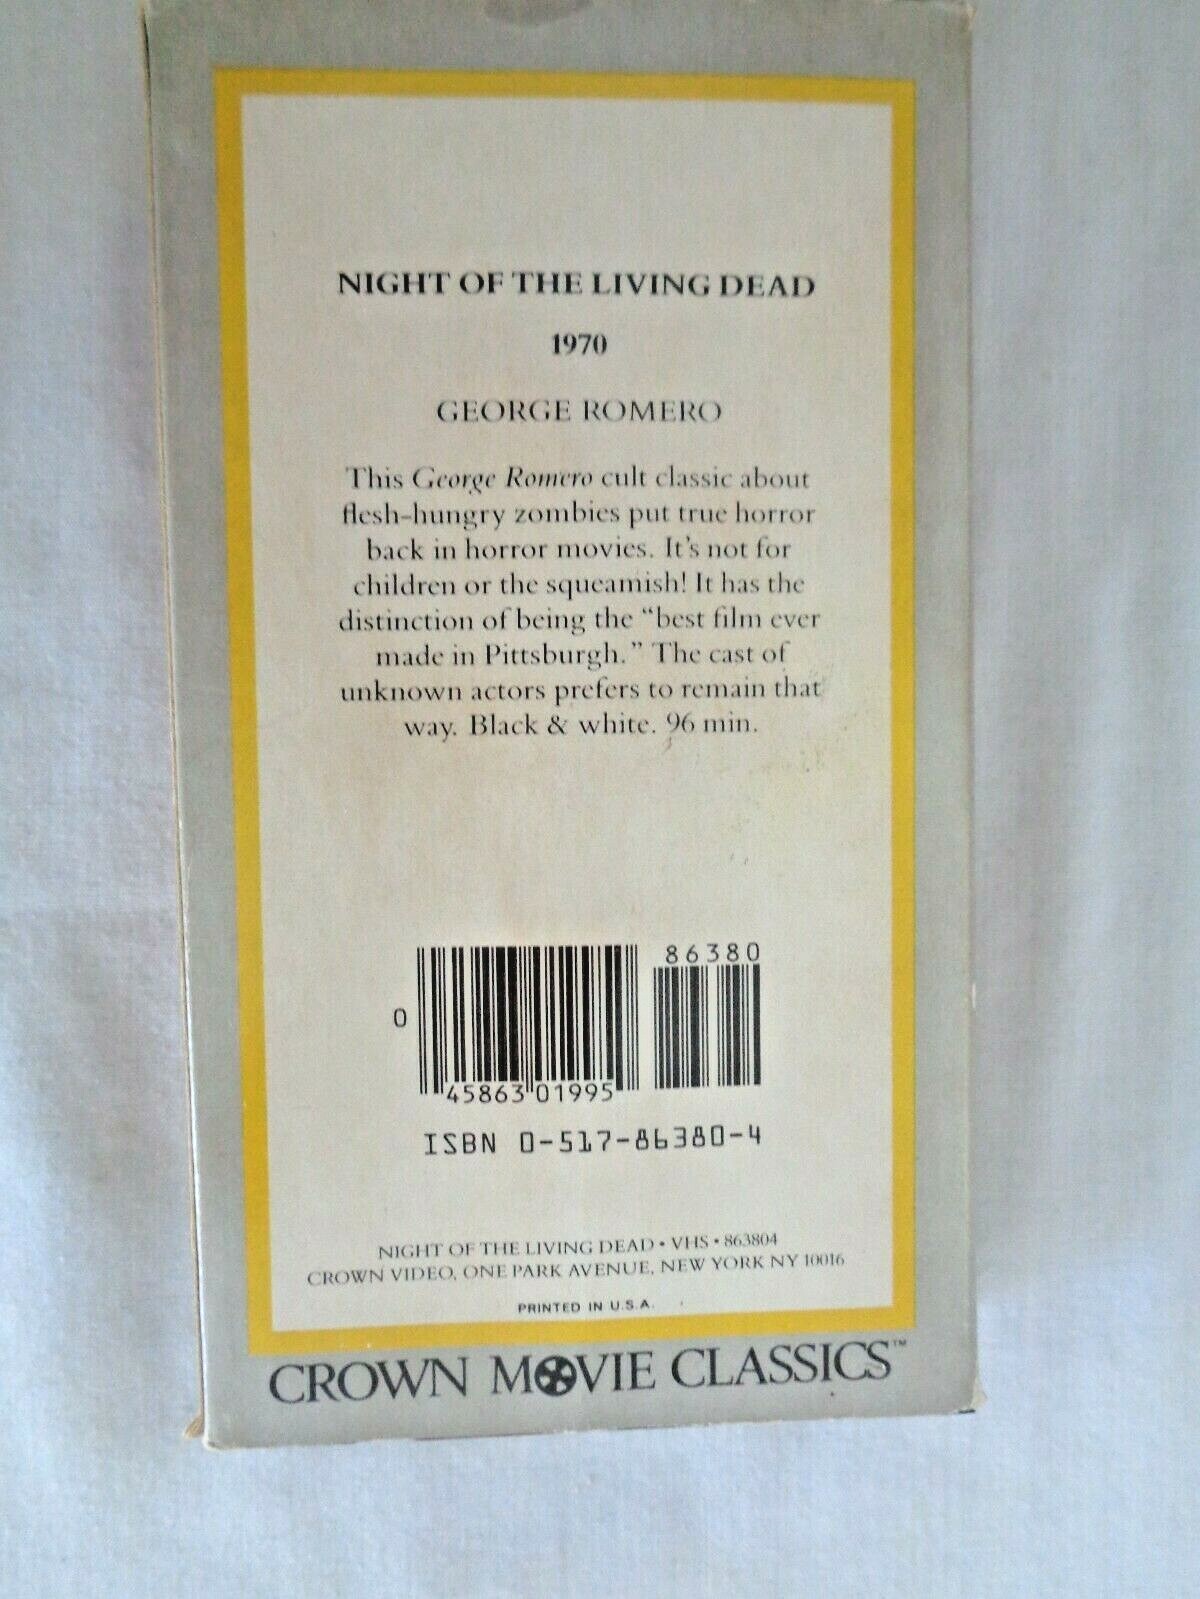 NIGHT OF THE LIVING DEAD
1970
GEORGE ROMERO
This George Romero cult classic about
flesh-hungry zombies put true horror
back in horror movies. It's not for
children or the squeamish! It has the
distinction of being the "best film ever
made in Pittsburgh." The cast of
unknown actors prefers to remain that
way. Black & white. 96 min.
86380
0
45863 01995
ISBN 0-517-86380-4
NIGHT OF THE LIVING DEAD • VHS • 863804
CROWN VIDEO, ONE PARK AVENUE, NEW YORK NY 10016
PRINTED IN U.S.A.
CROWN MOVIE CLASSICS™